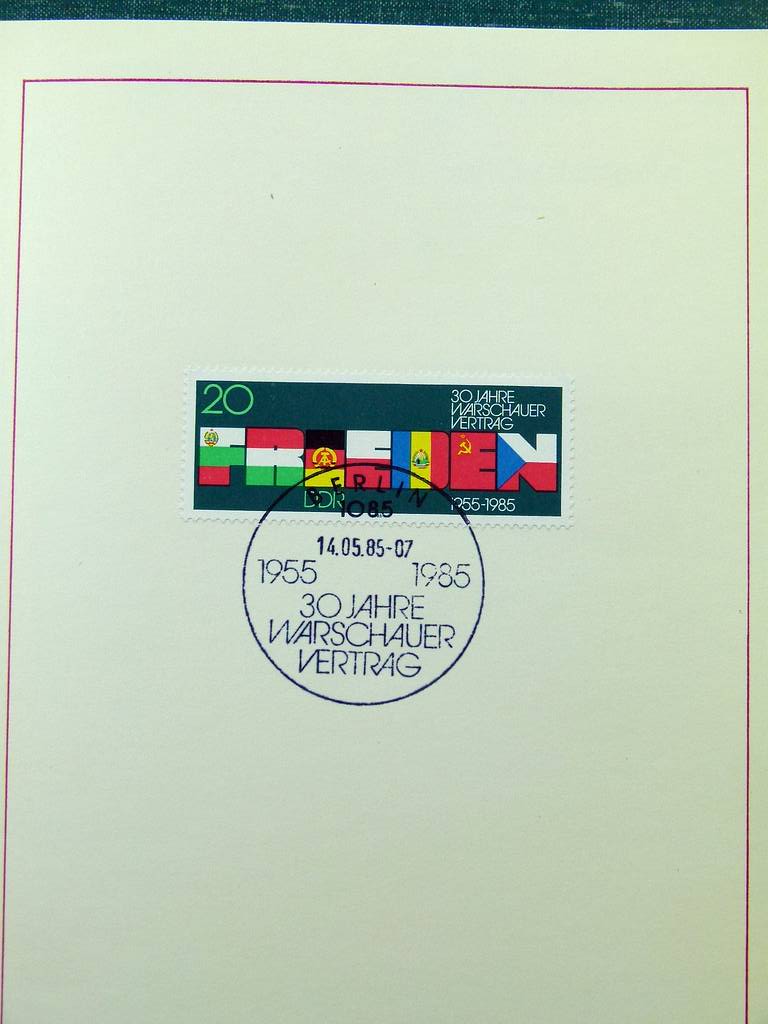 20
30 JAHRE
WARSCHAUER
VERTRAG
FRIEDEN
DDR
1955-1985
BERLIN
1085
14.05.85-07
1955 1985
30 JAHRE
WARSCHAUER
VERTRAG